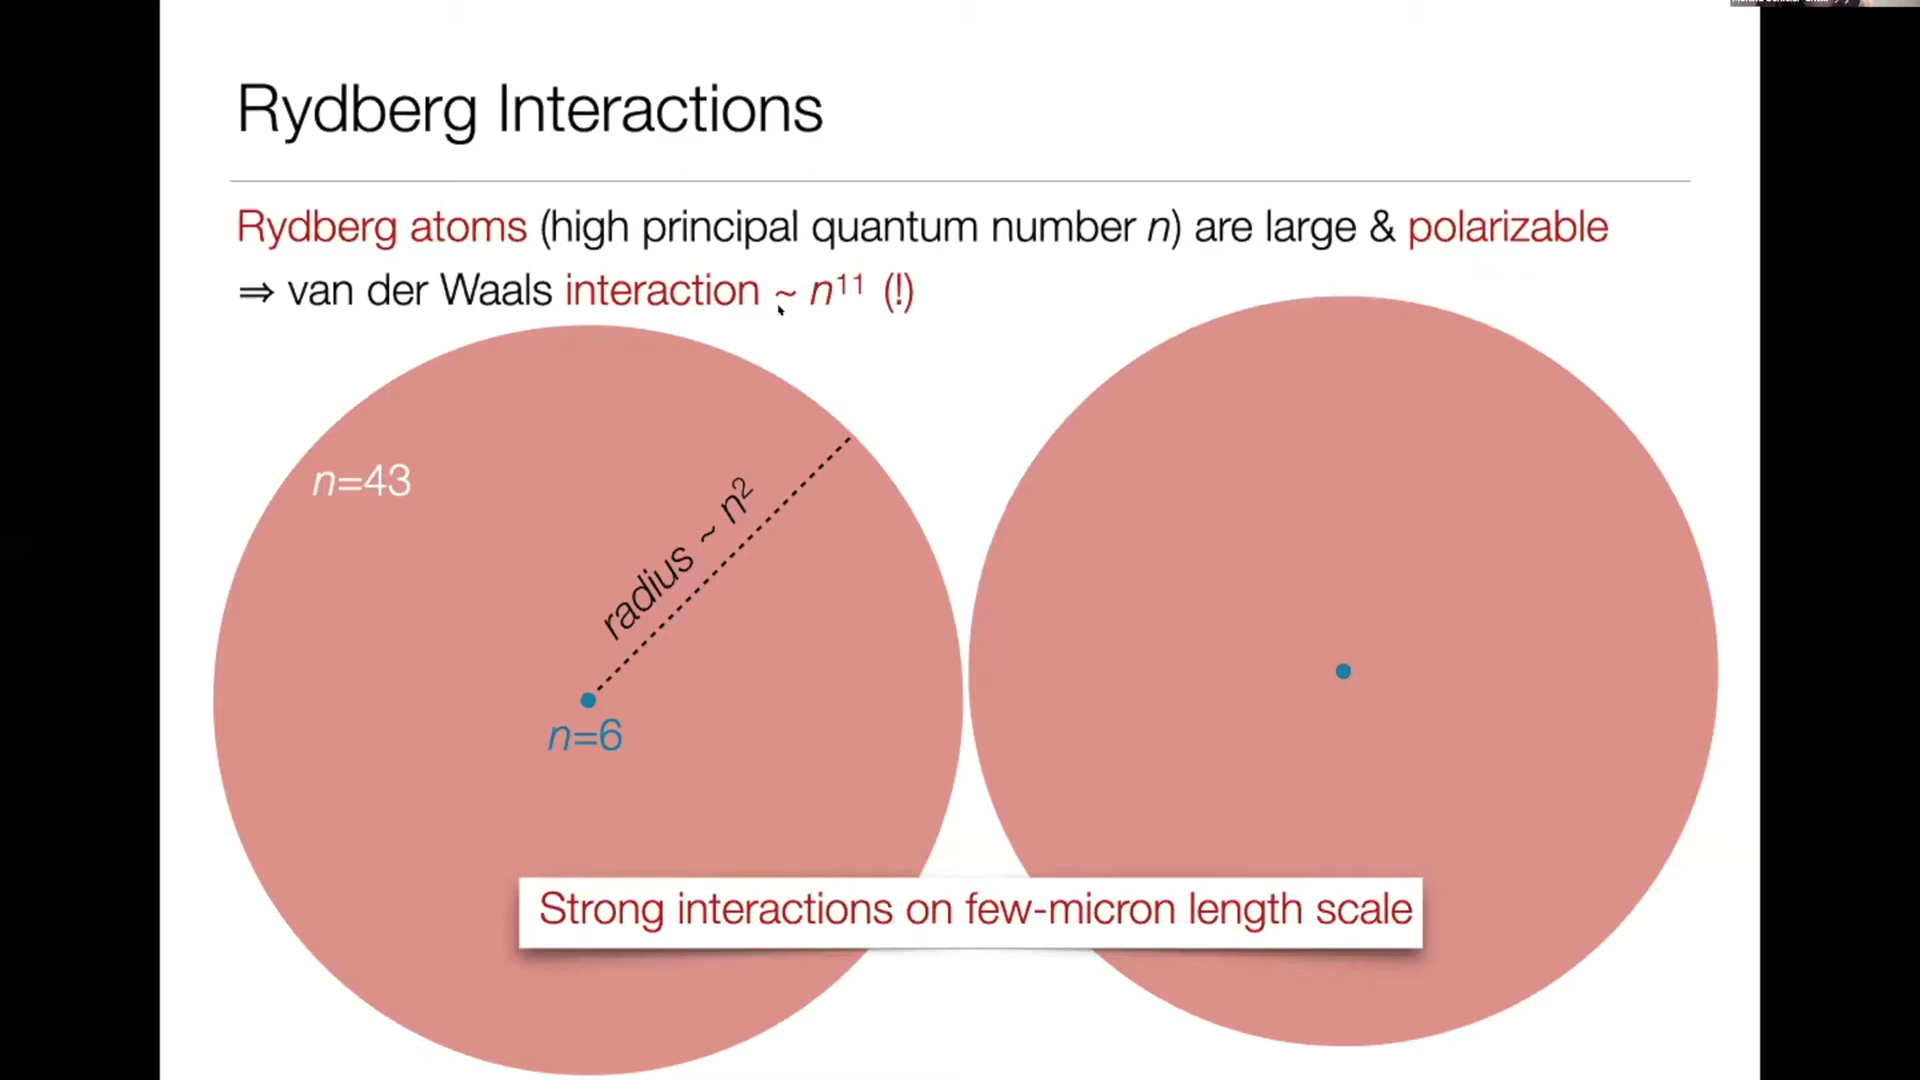 Rydberg Interactions
Rydberg atoms (high principal quantum number n) are large & polarizable
⇒ van der Waals interaction ~ n¹¹ (!)
n=43
radius ~ n²
n=6
Strong interactions on few-micron length scale